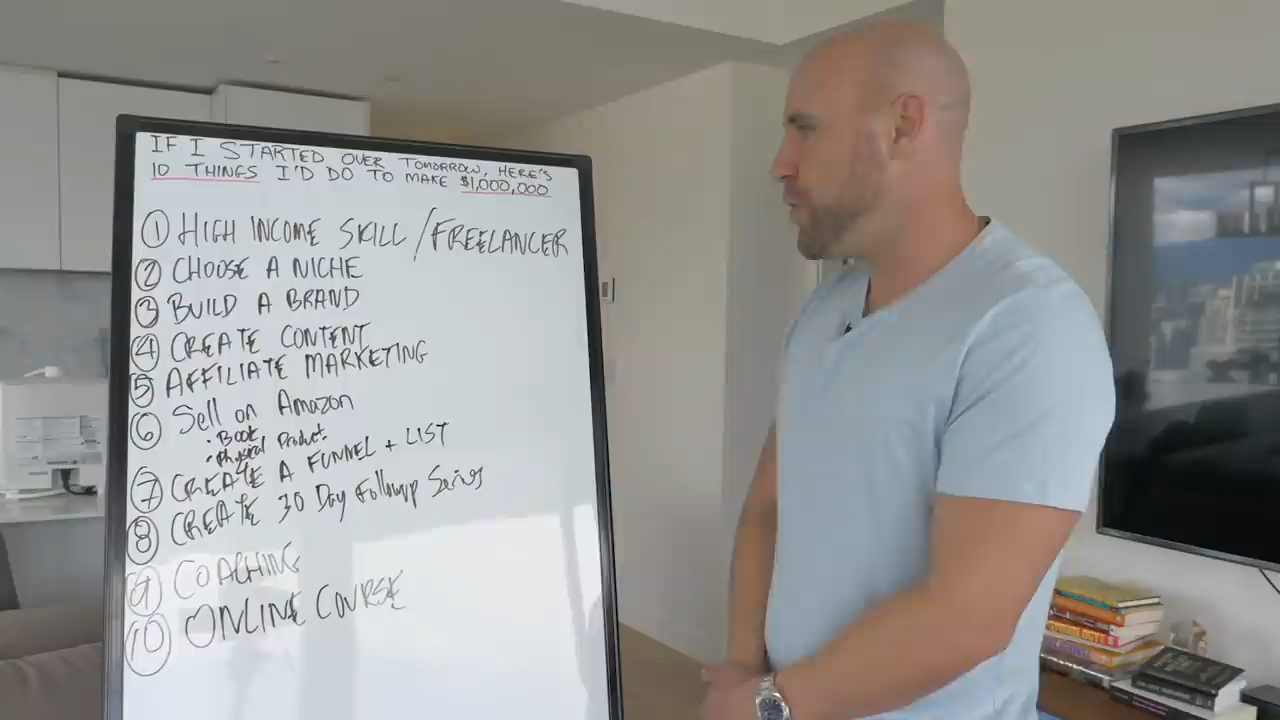 IF I STARTED OVER TOMORROW, HERE'S
10 THINGS I'D DO TO MAKE $1,000,000
① HIGH INCOME SKILL/FREELANCER
② CHOOSE A NICHE
③ BUILD A BRAND
④ CREATE CONTENT
⑤ AFFILIATE MARKETING
⑥ Sell on Amazon
• Book
• Physical Product
⑦ CREATE A FUNNEL + LIST
⑧ CREATE 30 Day Followup Series
⑨ COACHING
⑩ ONLINE COURSE